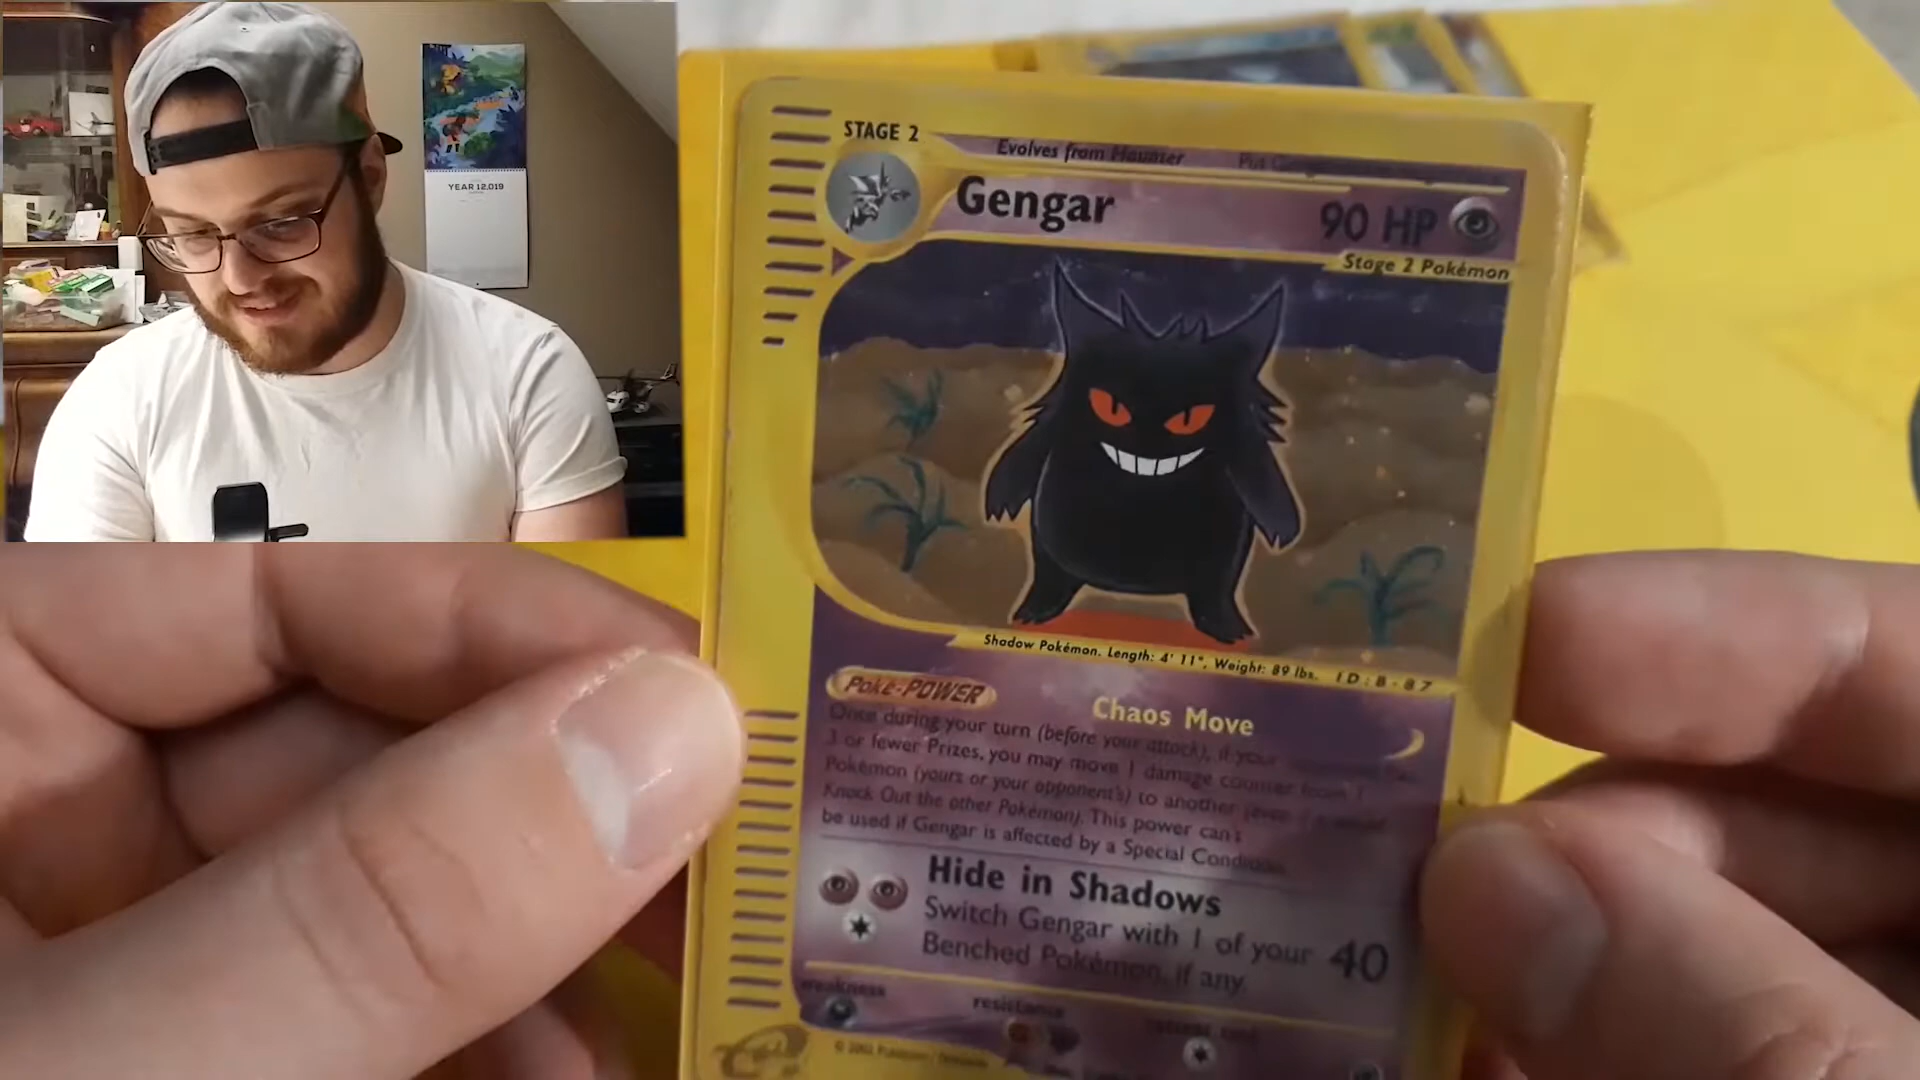 YEAR 12,019
STAGE 2
Evolves from Haunter
Put
Gengar
90 HP
Stage 2 Pokémon
Shadow Pokémon. Length: 4' 11", Weight: 89 lbs. ID:B-87
Poké-POWER
Chaos Move
Once during your turn (before your attack), if your
3 or fewer Prizes, you may move 1 damage counter from 1
Pokémon (yours or your opponent's) to another
Knock Out the other Pokémon). This power can't
be used if Gengar is affected by a Special Condition.
Hide in Shadows
Switch Gengar with 1 of your
Benched Pokémon, if any.
40
weakness
resistance